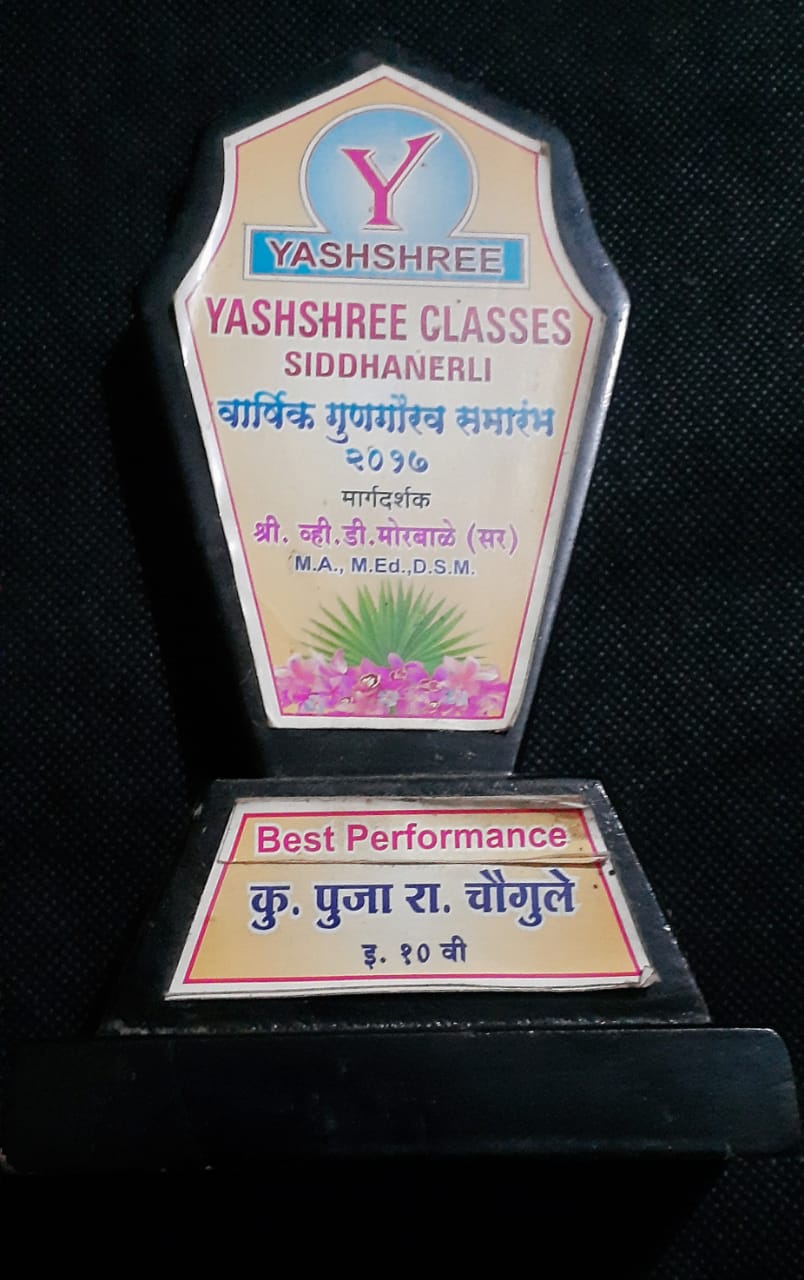 Y
YASHSHREE
YASHSHREE CLASSES
SIDDHANERLI
वार्षिक गुणगौरव समारंभ
२०१७
मार्गदर्शक
श्री. व्ही.डी.मोरबाळे (सर)
M.A., M.Ed.,D.S.M.
Best Performance
कु. पुजा रा. चौगुले
इ. १० वी